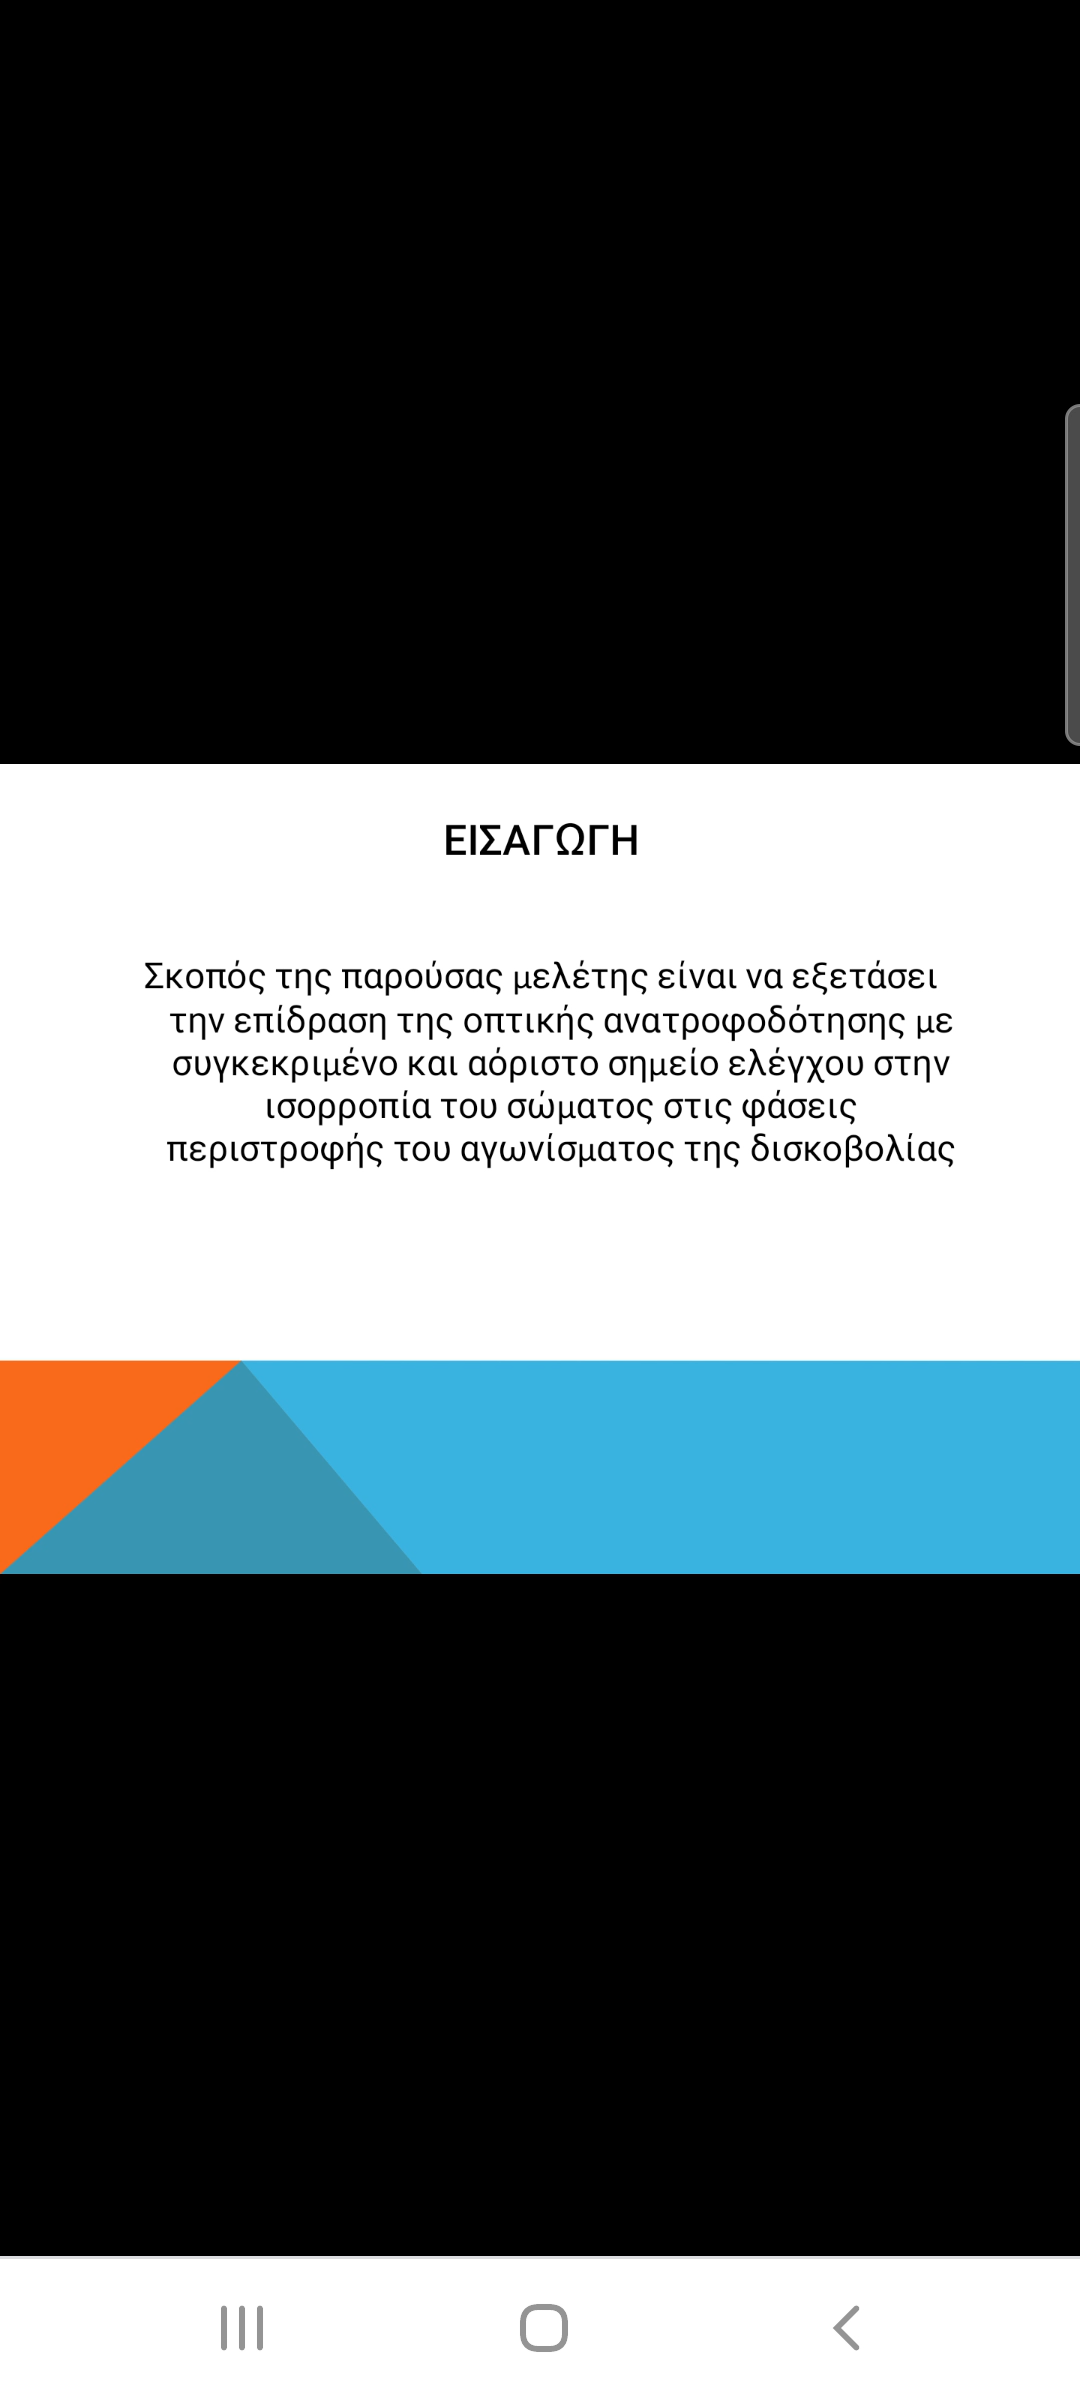 ΕΙΣΑΓΩΓΗ
Σκοπός της παρούσας μελέτης είναι να εξετάσει
την επίδραση της οπτικής ανατροφοδότησης με
συγκεκριμένο και αόριστο σημείο ελέγχου στην
ισορροπία του σώματος στις φάσεις
περιστροφής του αγωνίσματος της δισκοβολίας